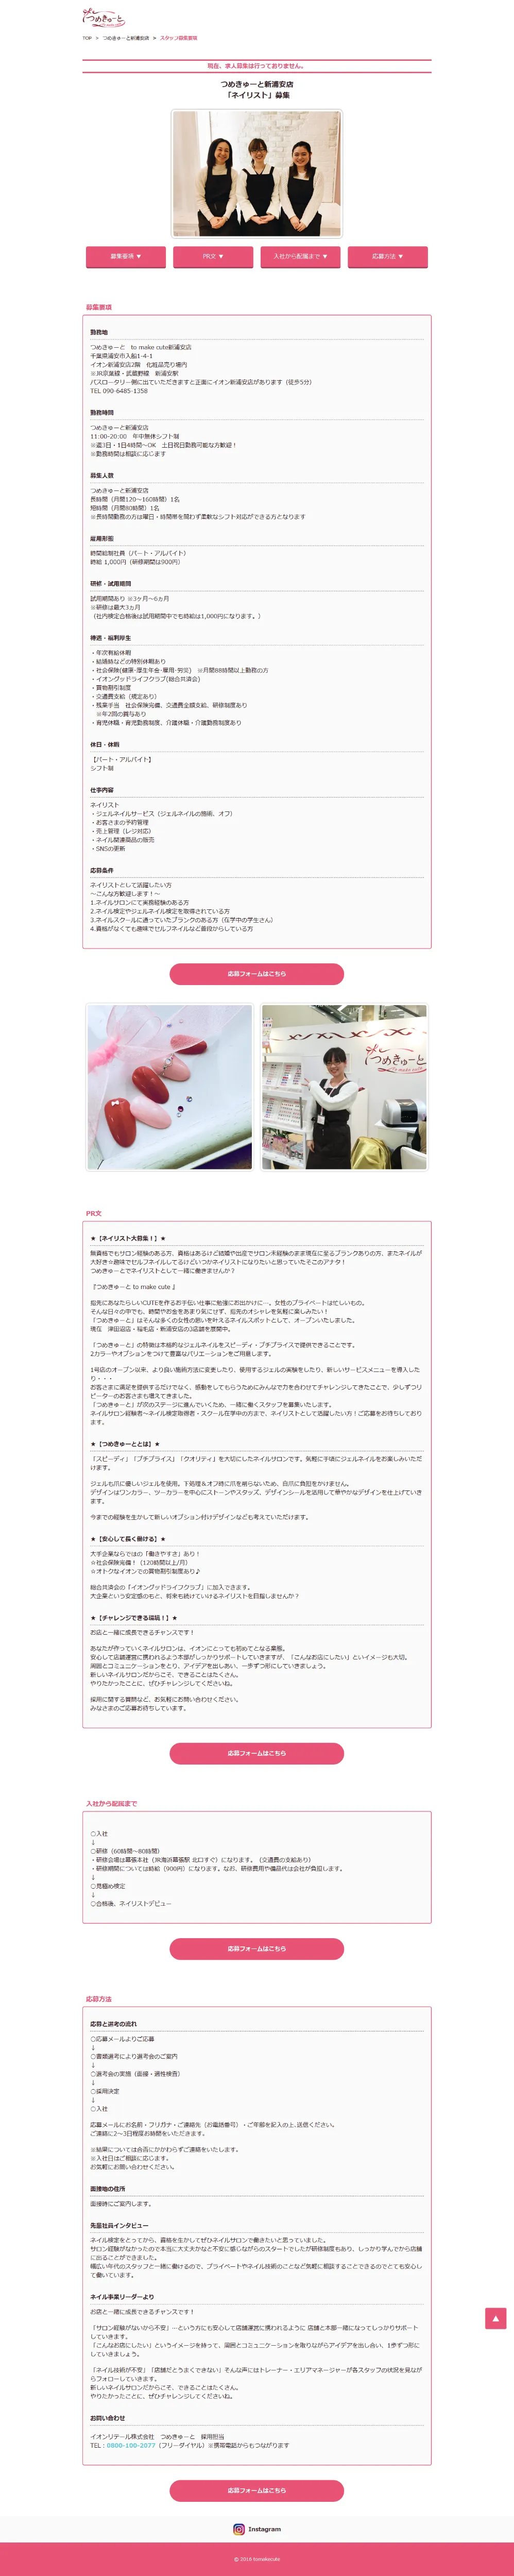 つめきゅーと
TOP > つめきゅーと新浦安店 > スタッフ募集要項
現在、求人募集は行っておりません。
つめきゅーと新浦安店
「ネイリスト」募集
募集要項 ▼
PR文 ▼
入社から配属まで ▼
応募方法 ▼
募集要項
勤務地
つめきゅーと　to make cute新浦安店
千葉県浦安市入船1-4-1
イオン新浦安店2階　化粧品売り場内
※JR京葉線・武蔵野線　新浦安駅
バスロータリー側に出ていただきますと正面にイオン新浦安店があります（徒歩5分）
TEL 090-6485-1258
勤務時間
つめきゅーと新浦安店
11:00-20:00　年中無休シフト制
※週3日・1日4時間〜OK　土日祝日勤務可能な方歓迎！
※勤務時間は相談に応じます
募集人数
つめきゅーと新浦安店
長時間（月間120〜160時間）1名
短時間（月間80時間）1名
※長時間勤務の方は曜日・時間帯を問わず柔軟なシフト対応ができる方となります
雇用形態
時間給制社員（パート・アルバイト）
時給 1,000円（研修期間は900円）
研修・試用期間
試用期間あり ※3ヶ月〜6ヵ月
※研修は最大3ヵ月
（社内検定合格後は試用期間中でも時給は1,000円になります。）
待遇・福利厚生
・年次有給休暇
・結婚時などの特別休暇あり
・社会保険(健康･厚生年金･雇用･労災)　※月間88時間以上勤務の方
・イオングッドライフクラブ(総合共済会)
・買物割引制度
・交通費支給（規定あり）
・残業手当　社会保険完備、交通費全額支給、研修制度あり
※年2回の賞与あり
・育児休職・育児勤務制度、介護休職・介護勤務制度あり
休日・休暇
【パート・アルバイト】
シフト制
仕事内容
ネイリスト
・ジェルネイルサービス（ジェルネイルの施術、オフ）
・お客さまの予約管理
・売上管理（レジ対応）
・ネイル関連商品の販売
・SNSの更新
応募条件
ネイリストとして活躍したい方
〜こんな方歓迎します！〜
1.ネイルサロンにて実務経験のある方
2.ネイル検定やジェルネイル検定を取得されている方
3.ネイルスクールに通っていたブランクのある方（在学中の学生さん）
4.資格がなくても趣味でセルフネイルなど普段からしている方
応募フォームはこちら
つめきゅーと
PR文
★【ネイリスト大募集！】★
無資格でもサロン経験のある方、資格はあるけど結婚や出産でサロン未経験のまま現在に至るブランクありの方、またネイルが
大好き☆趣味でセルフネイルしてるけどいつかネイリストになりたいと思っていたそこのアナタ！
つめきゅーとでネイリストとして一緒に働きませんか？
『つめきゅーと to make cute 』
指先にあなたらしいCUTEを作るお手伝い仕事に勉強にお出かけに…。女性のプライベートは忙しいもの。
そんな日々の中でも、時間やお金をあまり気にせず、指先のオシャレを気軽に楽しみたい！
「つめきゅーと」はそんな多くの女性の思いを叶えるネイルスポットとして、オープンいたしました。
現在　津田沼店・稲毛店・新浦安店の3店舗を展開中。
「つめきゅーと」の特徴は本格的なジェルネイルをスピーディ・プチプライスで提供できることです。
2カラーやオプションをつけて豊富なバリエーションをご用意します。
1号店のオープン以来、より良い施術方法に変更したり、使用するジェルの実験をしたり、新しいサービスメニューを導入した
り・・・
お客さまに満足を提供するだけでなく、感動をしてもらうためにみんなで力を合わせてチャレンジしてきたことで、少しずつリ
ピーターのお客さまも増えてきました。
「つめきゅーと」が次のステージに進んでいくため、一緒に働くスタッフを募集いたします。
ネイルサロン経験者〜ネイル検定取得者・スクール在学中の方まで、ネイリストとして活躍したい方！ご応募をお待ちしており
ます。
★【つめきゅーととは】★
「スピーディ」「プチプライス」「クオリティ」を大切にしたネイルサロンです。気軽に手頃にジェルネイルをお楽しみいただ
けます。
ジェルも爪に優しいジェルを使用。下処理＆オフ時に爪を削らないため、自爪に負担をかけません。
デザインはワンカラー、ツーカラーを中心にストーンやスタッズ、デザインシールを活用して華やかなデザインを仕上げていき
ます。
今までの経験を生かして新しいオプション付けデザインなども考えていただけます。
★【安心して長く働ける】★
大手企業ならではの「働きやすさ」あり！
☆社会保険完備！（120時間以上/月）
☆オトクなイオンでの買物割引制度あり♪
総合共済会の「イオングッドライフクラブ」に加入できます。
大企業という安定感のもと、将来も続けていけるネイリストを目指しませんか？
★【チャレンジできる環境！】★
お店と一緒に成長できるチャンスです！
あなたが作っていくネイルサロンは、イオンにとっても初めてとなる業態。
安心して店舗運営に携われるよう本部がしっかりサポートしていきますが、「こんなお店にしたい」というイメージも大切。
周囲とコミュニケーションをとり、アイデアを出しあい、一歩ずつ形にしていきましょう。
新しいネイルサロンだからこそ、できることはたくさん。
やりたかったことに、ぜひチャレンジしてくださいね。
採用に関する質問など、お気軽にお問い合わせください。
みなさまのご応募お待ちしています。
応募フォームはこちら
入社から配属まで
○入社
↓
○研修（60時間〜80時間）
・研修会場は幕張本社（JR海浜幕張駅 北口すぐ）になります。（交通費の支給あり）
・研修期間については時給（900円）になります。なお、研修費用や備品代は会社が負担します。
↓
○見極め検定
↓
○合格後、ネイリストデビュー
応募フォームはこちら
応募方法
応募と選考の流れ
○応募メールよりご応募
↓
○書類選考により選考会のご案内
↓
○選考会の実施（面接・適性検査）
↓
○採用決定
↓
○入社
応募メールにお名前・フリガナ・ご連絡先（お電話番号）・ご年齢を記入の上､送信ください。
ご連絡に2〜3日程度お時間をいただきます。
※結果については合否にかかわらずご連絡をいたします。
※入社日はご相談に応じます。
お気軽にお問い合わせください。
面接地の住所
面接時にご案内します。
先輩社員インタビュー
ネイル検定をとってから、資格を生かしてぜひネイルサロンで働きたいと思っていました。
サロン経験がなかったので本当に大丈夫かなと不安に感じながらのスタートでしたが研修制度もあり、しっかり学んでから店舗
に出ることができました。
幅広い年代のスタッフと一緒に働けるので、プライベートやネイル技術のことなど気軽に相談することできるのでとても安心し
て働いています。
ネイル事業リーダーより
お店と一緒に成長できるチャンスです！
「サロン経験がないから不安」…という方にも安心して店舗運営に携われるように 店舗と本部一緒になってしっかりサポート
していきます。
「こんなお店にしたい」というイメージを持って、周囲とコミュニケーションを取りながらアイデアを出し合い、1歩ずつ形に
していきましょう。
「ネイル技術が不安」「店舗だとうまくできない」そんな声にはトレーナー・エリアマネージャーが各スタッフの状況を見なが
らフォローしていきます。
新しいネイルサロンだからこそ、できることはたくさん。
やりたかったことに、ぜひチャレンジしてくださいね。
お問い合わせ
イオンリテール株式会社　つめきゅーと　採用担当
TEL：0800-100-2077（フリーダイヤル）※携帯電話からもつながります
応募フォームはこちら
▲
Instagram
© 2018 tomakecute